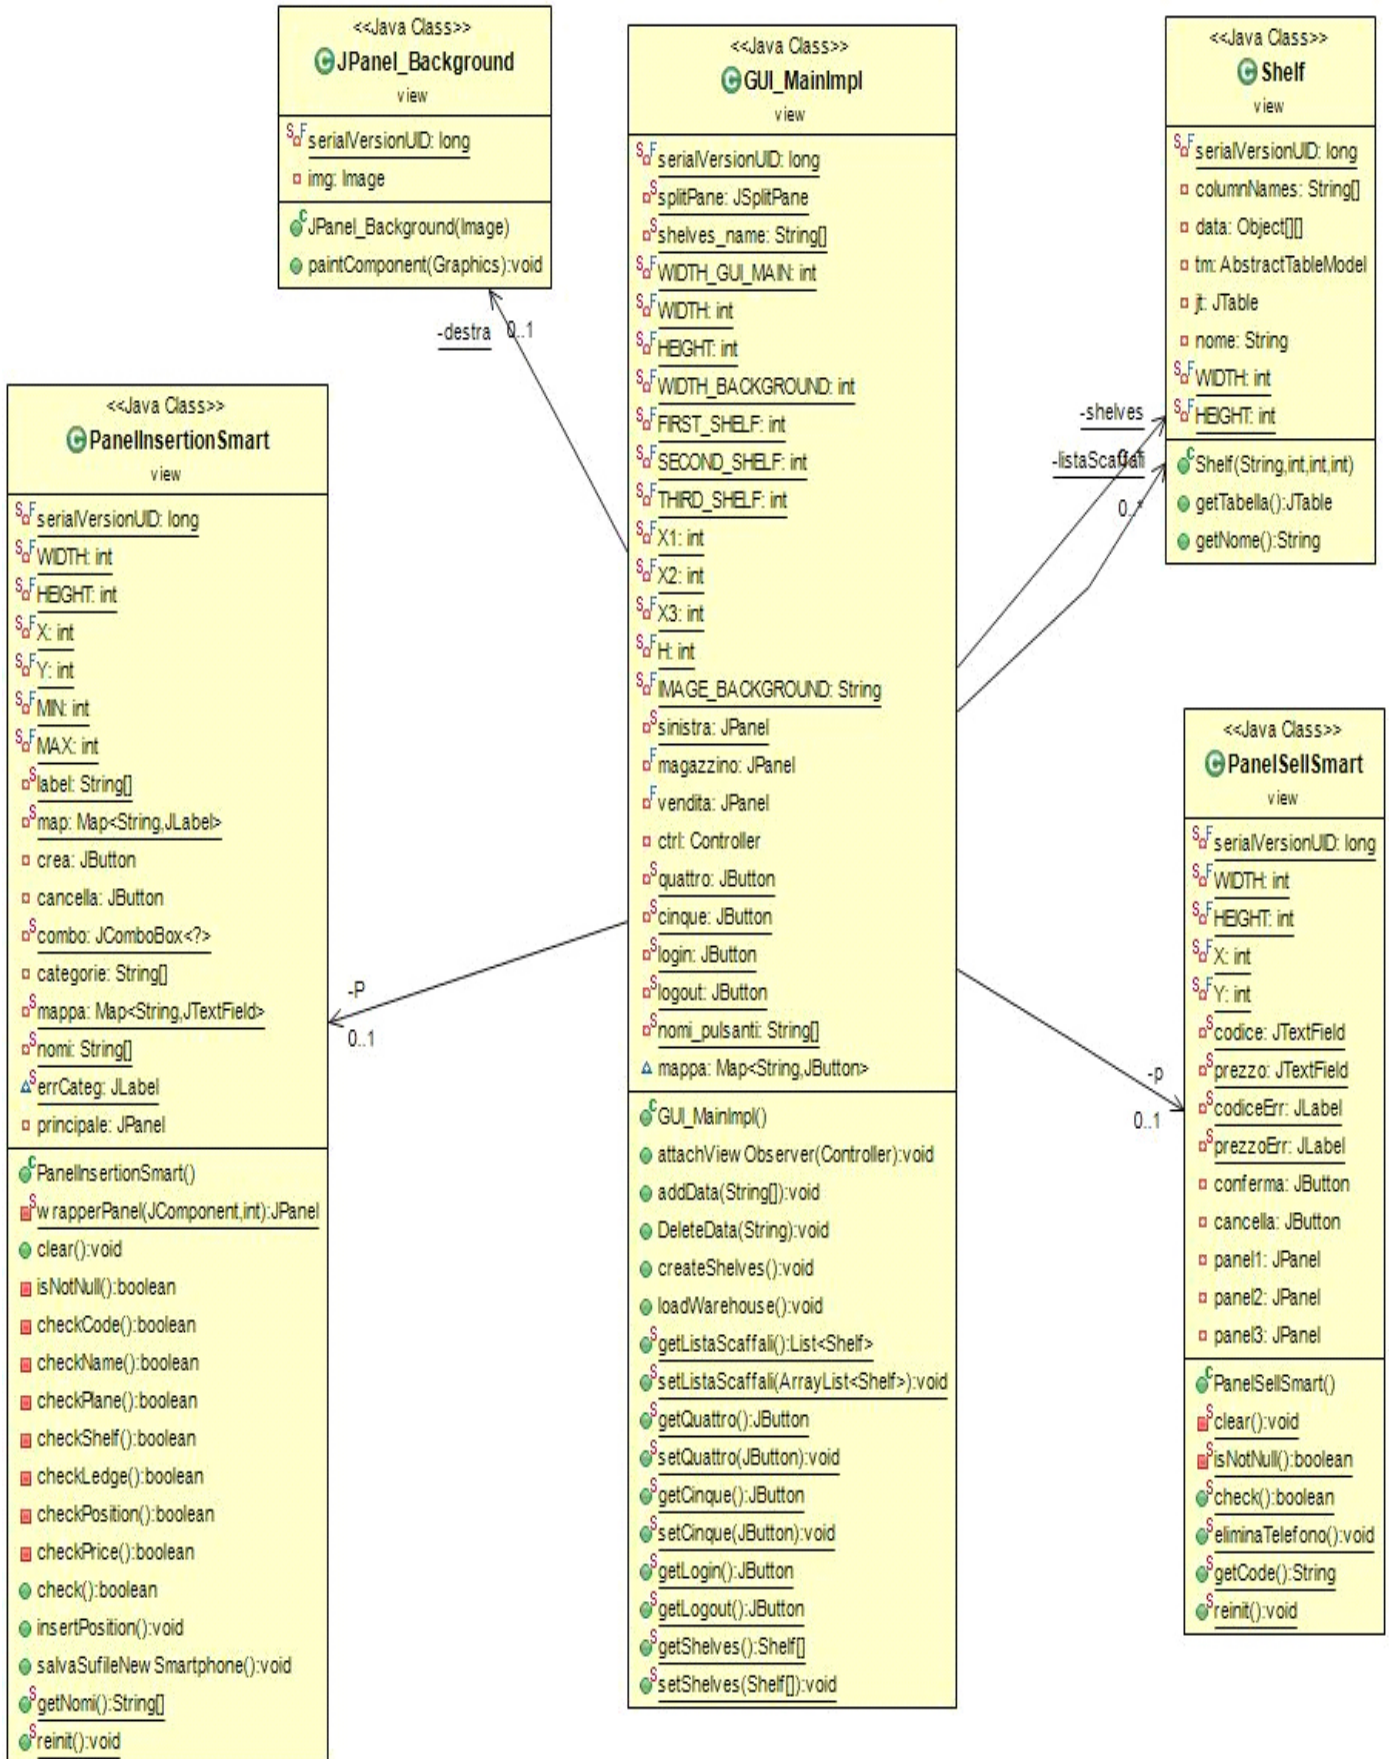 <<Java Class>>
JPanel_Background
view
serialVersionUID: long
img: Image
JPanel_Background(Image)
paintComponent(Graphics):void
<<Java Class>>
GUI_MainImpl
view
serialVersionUID: long
splitPane: JSplitPane
shelves_name: String[]
WIDTH_GUI_MAIN: int
WIDTH: int
HEIGHT: int
WIDTH_BACKGROUND: int
FIRST_SHELF: int
SECOND_SHELF: int
THIRD_SHELF: int
X1: int
X2: int
X3: int
H: int
IMAGE_BACKGROUND: String
sinistra: JPanel
magazzino: JPanel
vendita: JPanel
ctrl: Controller
quattro: JButton
cinque: JButton
login: JButton
logout: JButton
nomi_pulsanti: String[]
mappa: Map<String,JButton>
GUI_MainImpl()
attachViewObserver(Controller):void
addData(String[]):void
DeleteData(String):void
createShelves():void
loadWarehouse():void
getListaScaffali():List<Shelf>
setListaScaffali(ArrayList<Shelf>):void
getQuattro():JButton
setQuattro(JButton):void
getCinque():JButton
setCinque(JButton):void
getLogin():JButton
getLogout():JButton
getShelves():Shelf[]
setShelves(Shelf[]):void
<<Java Class>>
Shelf
view
serialVersionUID: long
columnNames: String[]
data: Object[][]
tm: AbstractTableModel
jt: JTable
nome: String
WIDTH: int
HEIGHT: int
Shelf(String,int,int,int)
getTabella():JTable
getNome():String
-destra 0..1
-shelves
-listaScaffali
0..*
<<Java Class>>
PanelInsertionSmart
view
serialVersionUID: long
WIDTH: int
HEIGHT: int
X: int
Y: int
MIN: int
MAX: int
label: String[]
map: Map<String,JLabel>
crea: JButton
cancella: JButton
combo: JComboBox<?>
categorie: String[]
mappa: Map<String,JTextField>
nomi: String[]
errCateg: JLabel
principale: JPanel
PanelInsertionSmart()
wrapperPanel(JComponent,int):JPanel
clear():void
isNotNull():boolean
checkCode():boolean
checkName():boolean
checkPlane():boolean
checkShelf():boolean
checkLedge():boolean
checkPosition():boolean
checkPrice():boolean
check():boolean
insertPosition():void
salvaSufileNewSmartphone():void
getNomi():String[]
reinit():void
-P
0..1
-p
0..1
<<Java Class>>
PanelSellSmart
view
serialVersionUID: long
WIDTH: int
HEIGHT: int
X: int
Y: int
codice: JTextField
prezzo: JTextField
codiceErr: JLabel
prezzoErr: JLabel
conferma: JButton
cancella: JButton
panel1: JPanel
panel2: JPanel
panel3: JPanel
PanelSellSmart()
clear():void
isNotNull():boolean
check():boolean
eliminaTelefono():void
getCode():String
reinit():void